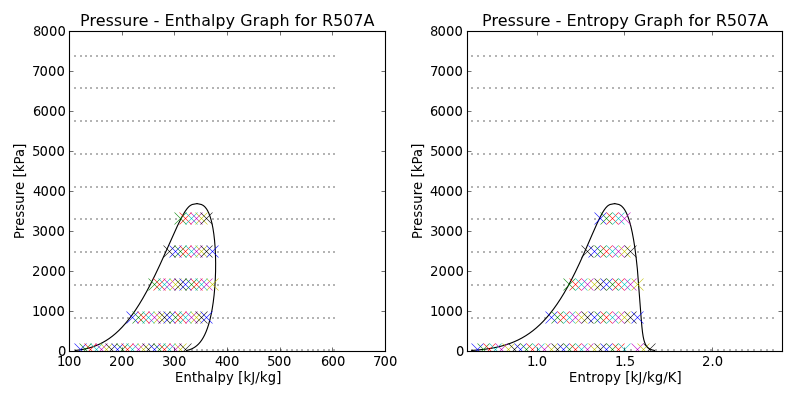 Pressure - Enthalpy Graph for R507A
Pressure - Entropy Graph for R507A
8000
7000
6000
5000
4000
3000
2000
1000
0
Pressure [kPa]
100 200 300 400 500 600 700
Enthalpy [kJ/kg]
8000
7000
6000
5000
4000
3000
2000
1000
0
Pressure [kPa]
1.0 1.5 2.0
Entropy [kJ/kg/K]